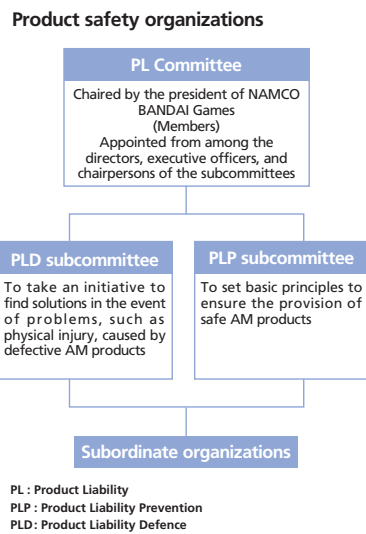 Product safety organizations
PL Committee
Chaired by the president of NAMCO
BANDAI Games
(Members)
Appointed from among the
directors, executive officers, and
chairpersons of the subcommittees
PLD subcommittee
To take an initiative to
find solutions in the event
of problems, such as
physical injury, caused by
defective AM products
PLP subcommittee
To set basic principles to
ensure the provision of
safe AM products
Subordinate organizations
PL : Product Liability
PLP : Product Liability Prevention
PLD : Product Liability Defence